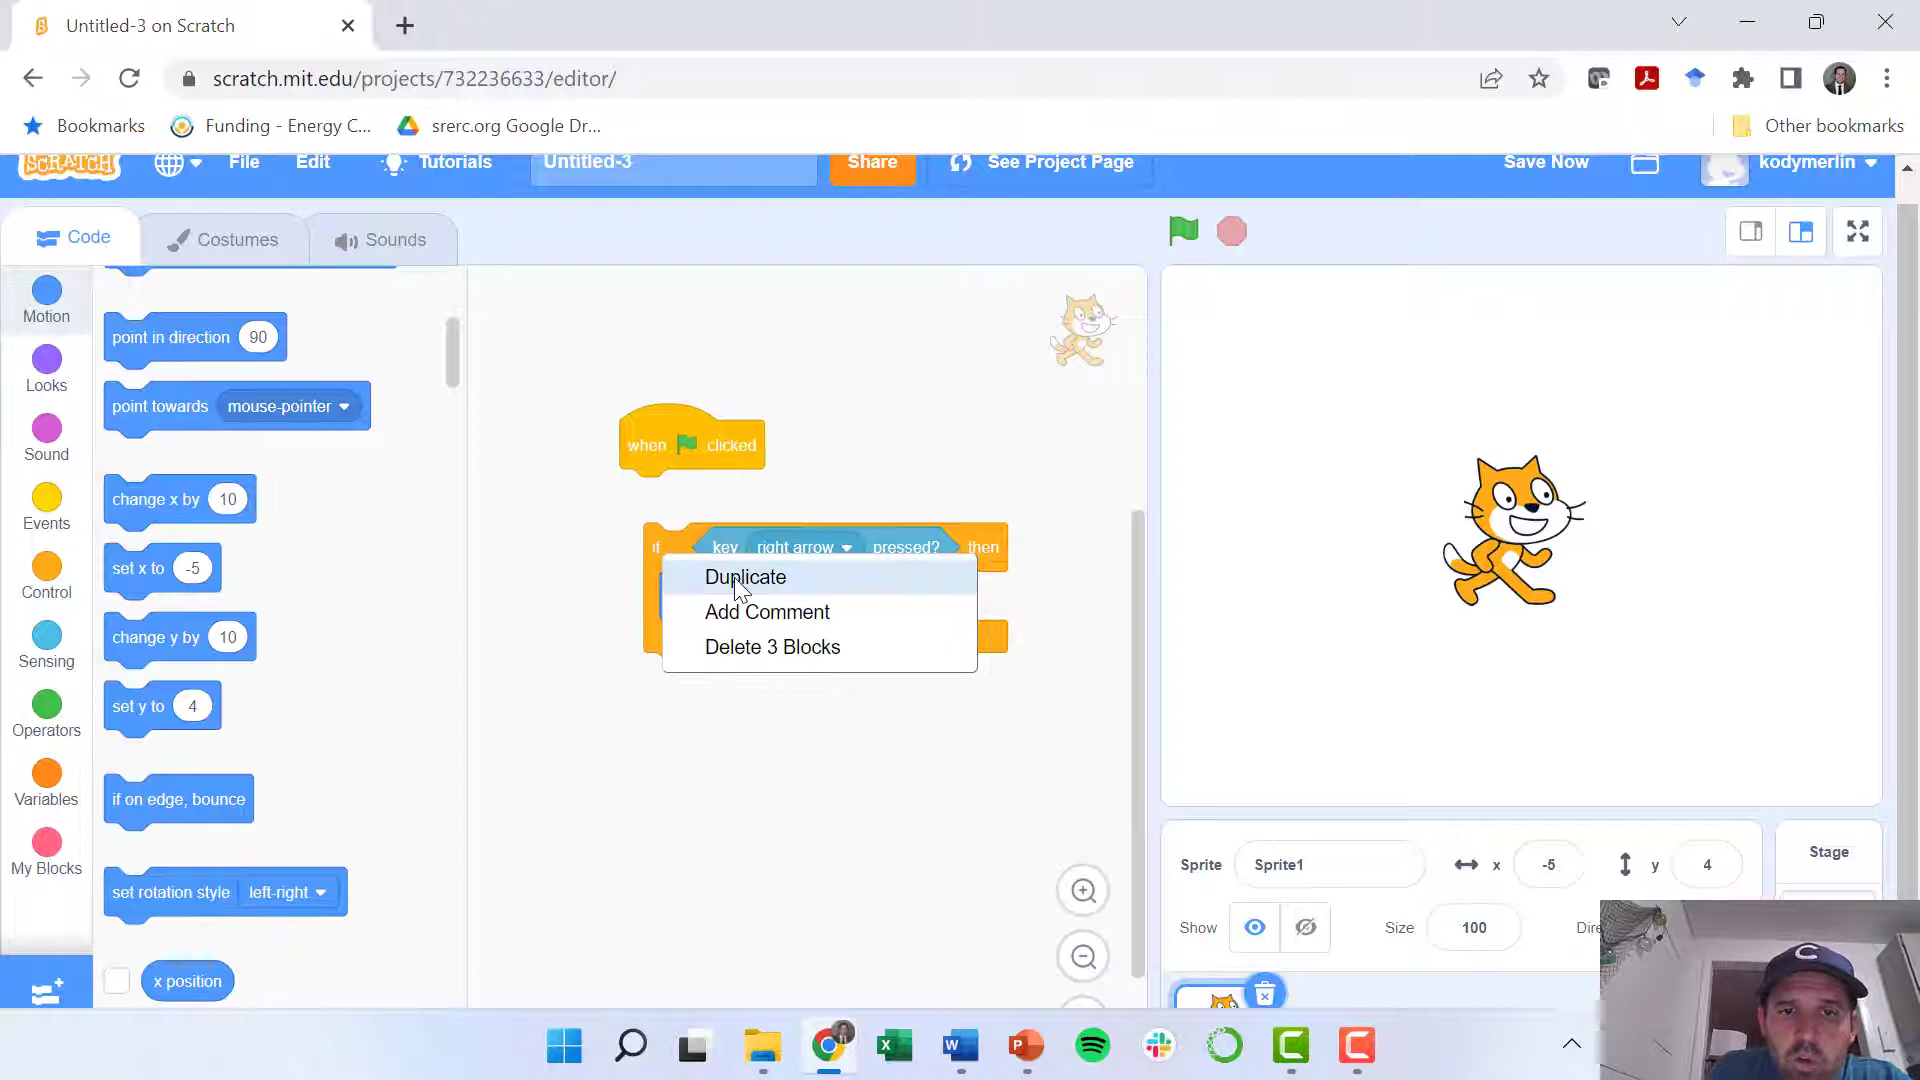 Untitled-3 on Scratch
scratch.mit.edu/projects/732236633/editor/
Bookmarks
Funding - Energy C...
srerc.org Google Dr...
Other bookmarks
SCRATCH
File
Edit
Tutorials
Untitled-3
Share
See Project Page
Save Now
kodymerlin
Code
Costumes
Sounds
Motion
Looks
Sound
Events
Control
Sensing
Operators
Variables
My Blocks
point in direction 90
point towards mouse-pointer
change x by 10
set x to -5
change y by 10
set y to 4
if on edge, bounce
set rotation style left-right
x position
when clicked
if key right arrow pressed? then
Duplicate
Add Comment
Delete 3 Blocks
Sprite
Sprite1
x
-5
y
4
Show
Size
100
Stage